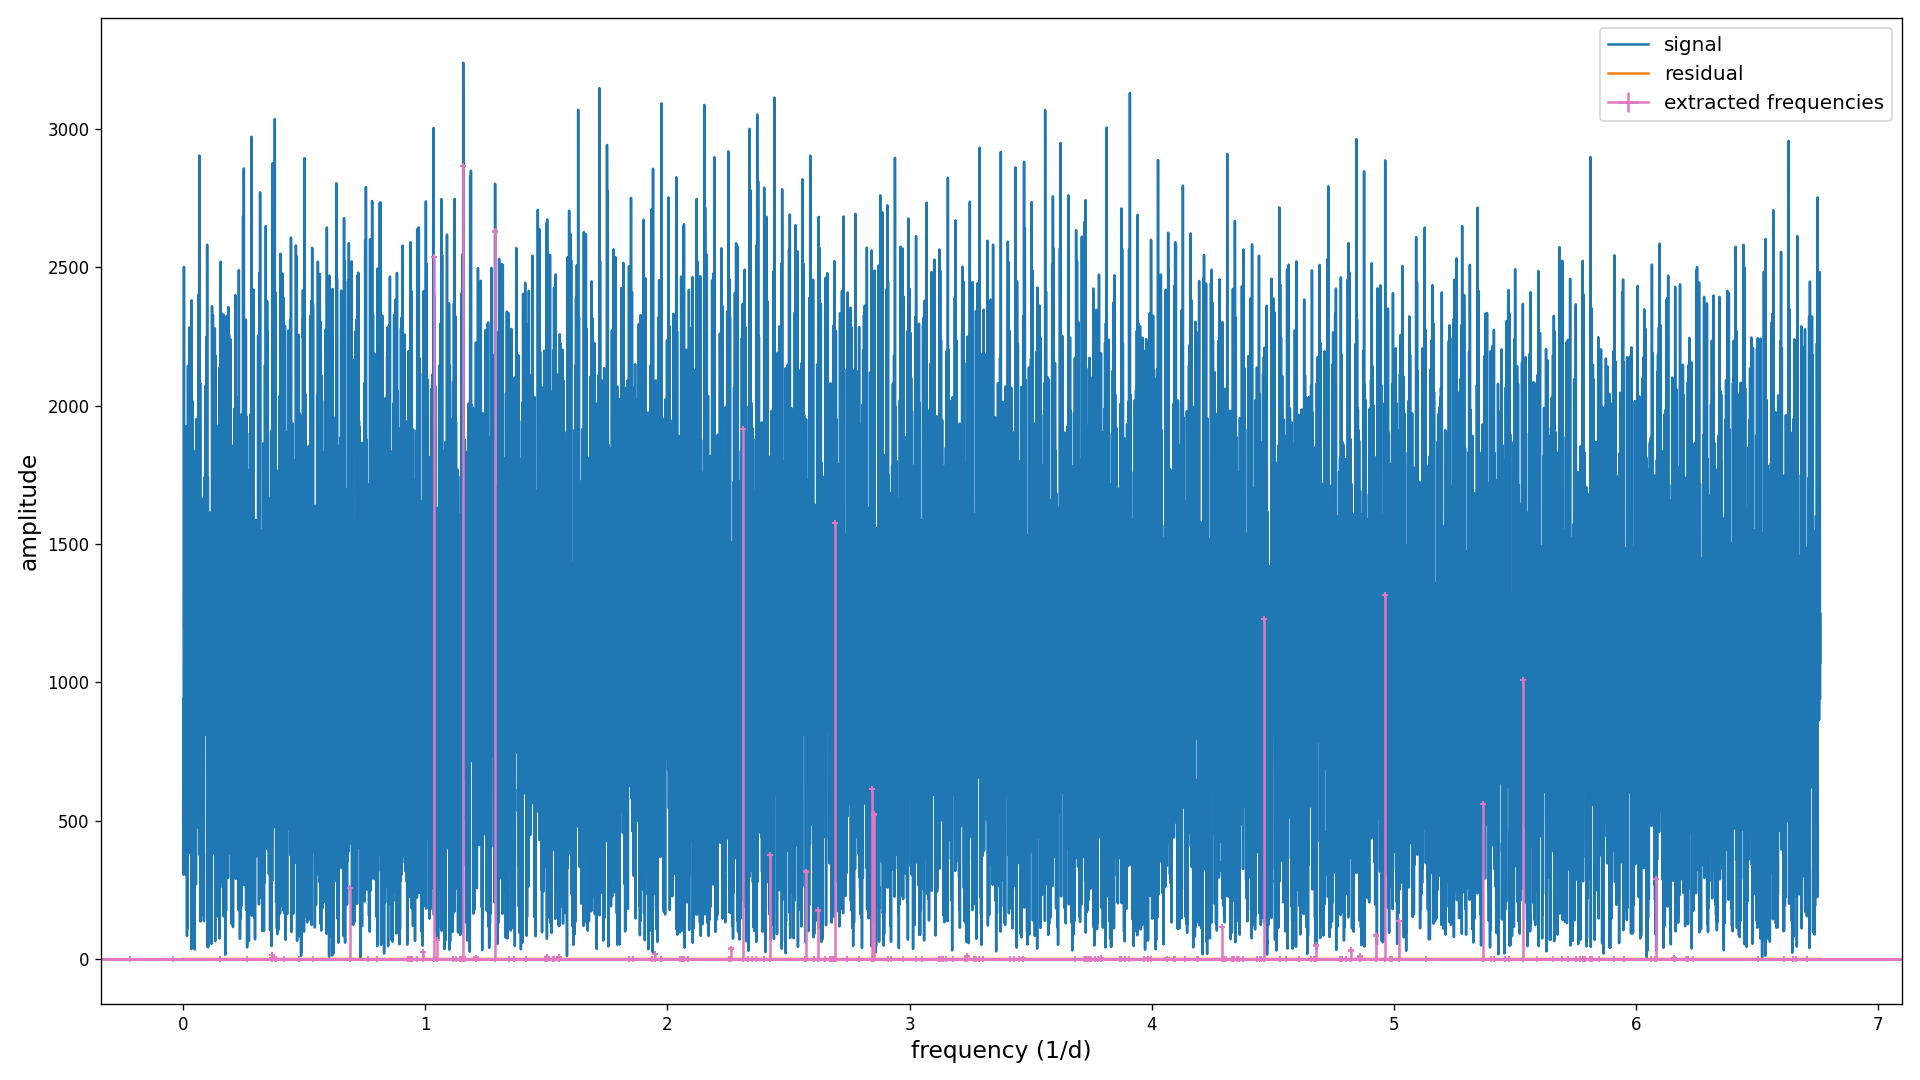 signal
residual
extracted frequencies
3000
2500
2000
1500
1000
500
0
amplitude
0 1 2 3 4 5 6 7
frequency (1/d)